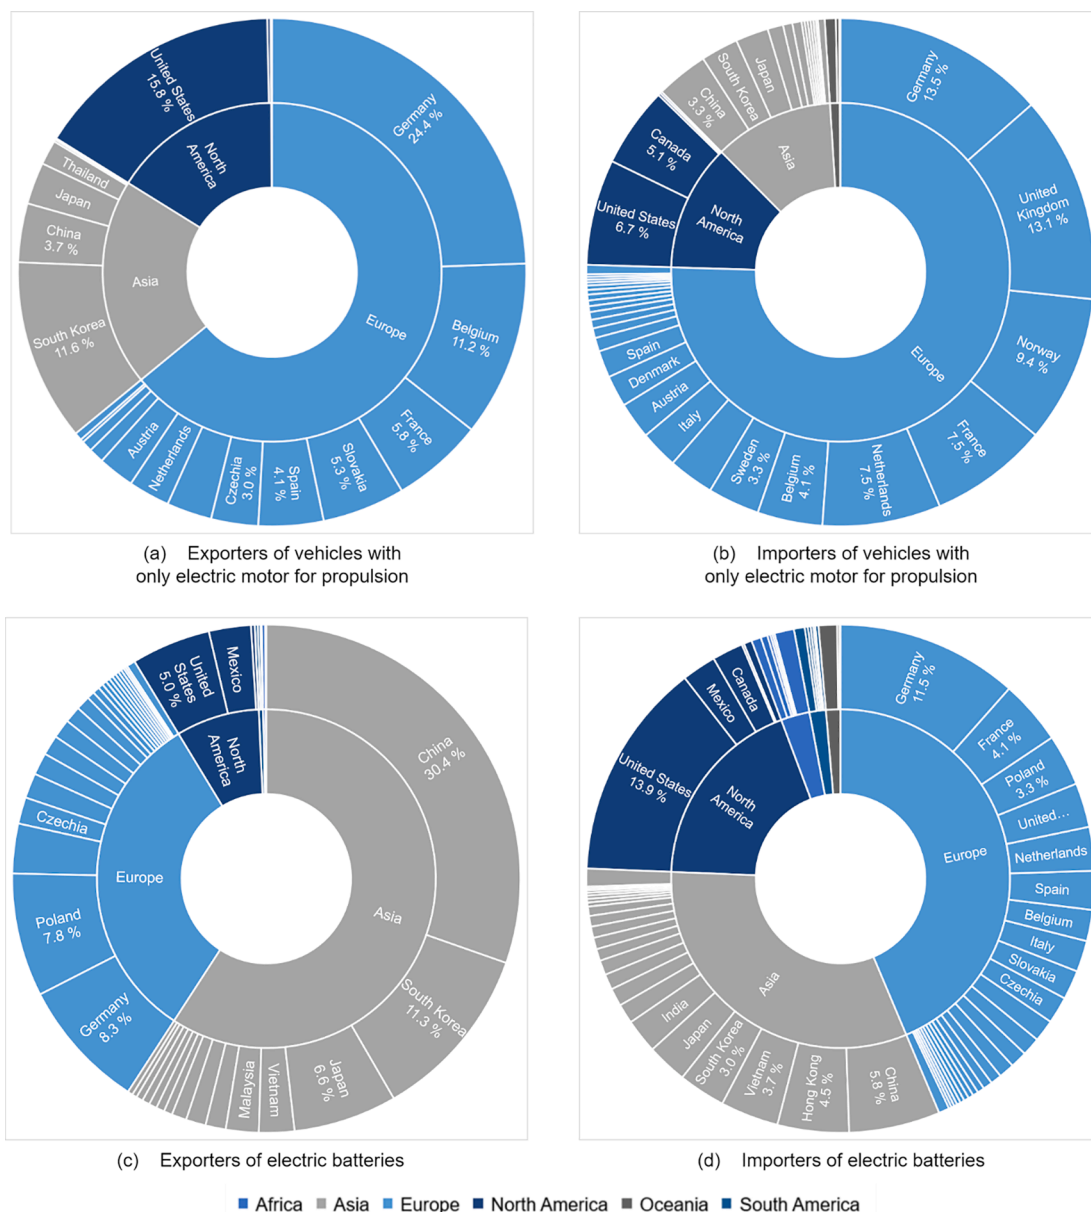 United States
15.8 %
North
America
Germany
24.4 %
Thailand
Japan
China
3.7 %
Asia
South Korea
11.6 %
Europe
Belgium
11.2 %
France
5.8 %
Slovakia
5.3 %
Spain
4.1 %
Czechia
3.0 %
Netherlands
Austria
(a) Exporters of vehicles with
only electric motor for propulsion
Germany
13.5 %
United
Kingdom
13.1 %
Norway
9.4 %
France
7.5 %
Netherlands
7.5 %
Belgium
4.1 %
Sweden
3.3 %
Italy
Austria
Denmark
Spain
Europe
United States
6.7 %
Canada
5.1 %
North
America
China
3.3 %
South Korea
Japan
Asia
(b) Importers of vehicles with
only electric motor for propulsion
China
30.4 %
South Korea
11.3 %
Japan
6.6 %
Vietnam
Malaysia
Asia
Germany
8.3 %
Poland
7.8 %
Czechia
Europe
United
States
5.0 %
Mexico
North
America
(c) Exporters of electric batteries
Germany
11.5 %
France
4.1 %
Poland
3.3 %
United...
Netherlands
Spain
Belgium
Italy
Slovakia
Czechia
Europe
China
5.8 %
Hong Kong
4.5 %
Vietnam
3.7 %
South Korea
3.0 %
Japan
India
Asia
United States
13.9 %
Mexico
Canada
North
America
(d) Importers of electric batteries
Africa Asia Europe North America Oceania South America